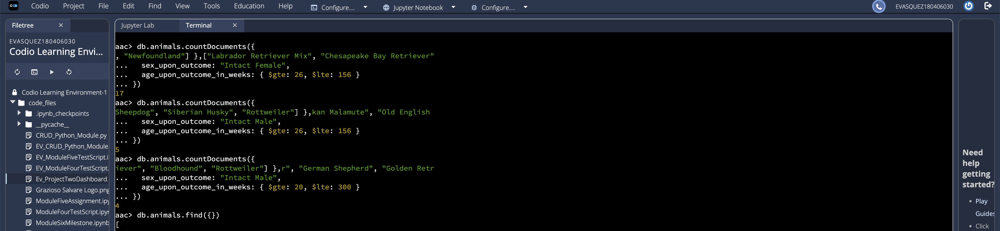 Codio Project File Edit Find View Tools Education Help Configure.... Jupyter Notebook Configure.... EVASQUEZ180406030
Filetree
EVASQUEZ180406030
Codio Learning Envi...
Codio Learning Environment-1
code_files
.ipynb_checkpoints
__pycache__
CRUD_Python_Module.py
EV_CRUD_Python_Module.
EV_ModuleFiveTestScript.i
EV_ModuleFourTestScript.
Ev_ProjectTwoDashboard.
Grazioso Salvare Logo.png
ModuleFiveAssignment.ipy
ModuleFourTestScript.ipyn
ModuleSixMilestone.ipynb
Jupyter Lab Terminal
aac> db.animals.countDocuments({
, "Newfoundland"] },["Labrador Retriever Mix", "Chesapeake Bay Retriever"
...   sex_upon_outcome: "Intact Female",
...   age_upon_outcome_in_weeks: { $gte: 26, $lte: 156 }
... })
17
aac> db.animals.countDocuments({
Sheepdog", "Siberian Husky", "Rottweiler"] },kan Malamute", "Old English
...   sex_upon_outcome: "Intact Male",
...   age_upon_outcome_in_weeks: { $gte: 26, $lte: 156 }
... })
5
aac> db.animals.countDocuments({
iever", "Bloodhound", "Rottweiler"] },r", "German Shepherd", "Golden Retr
...   sex_upon_outcome: "Intact Male",
...   age_upon_outcome_in_weeks: { $gte: 20, $lte: 300 }
... })
4
aac> db.animals.find({})
[
Need
help
getting
started?
Play
Guides
Click